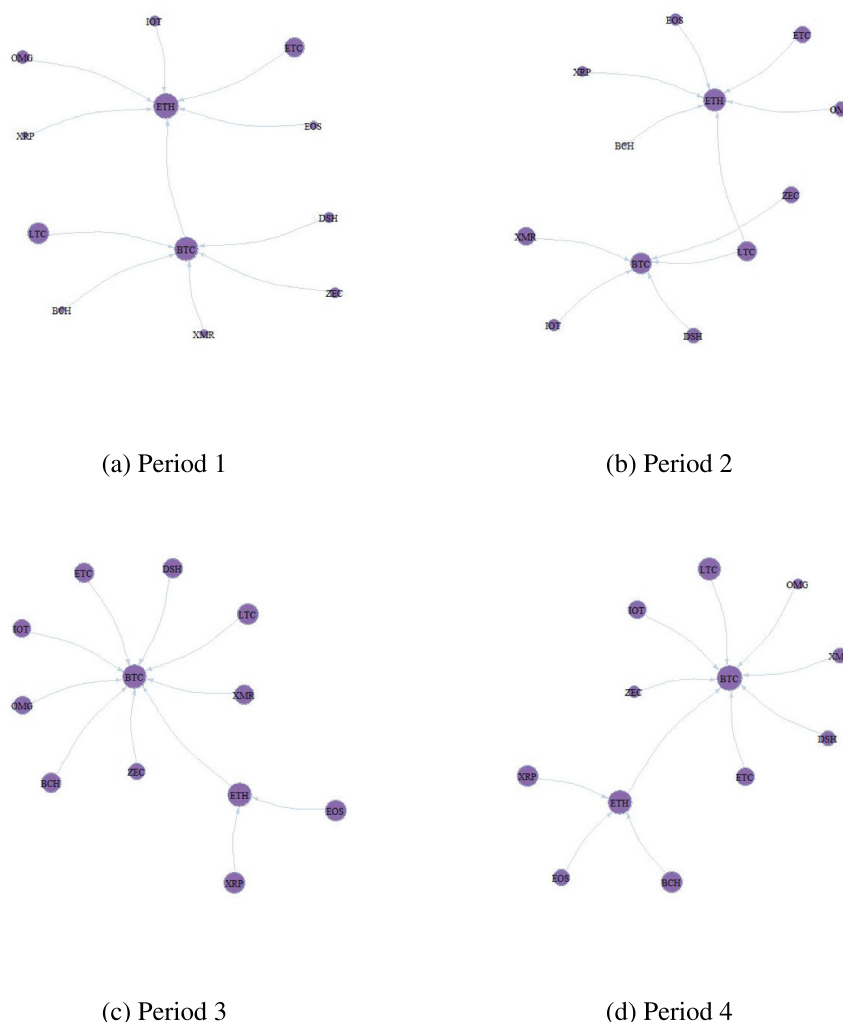 IOT
ETC
OMG
ETH
XRP
EOS
LTC
DSH
BTC
BCH
ZEC
XMR
(a) Period 1
EOS
ETC
XRP
ETH
OM
BCH
ZEC
XMR
LTC
BTC
IOT
DSH
(b) Period 2
ETC
DSH
LTC
IOT
BTC
XMR
OMG
BCH
ZEC
ETH
EOS
XRP
(c) Period 3
LTC
OMG
IOT
XM
BTC
ZEC
DSH
XRP
ETC
ETH
EOS
BCH
(d) Period 4